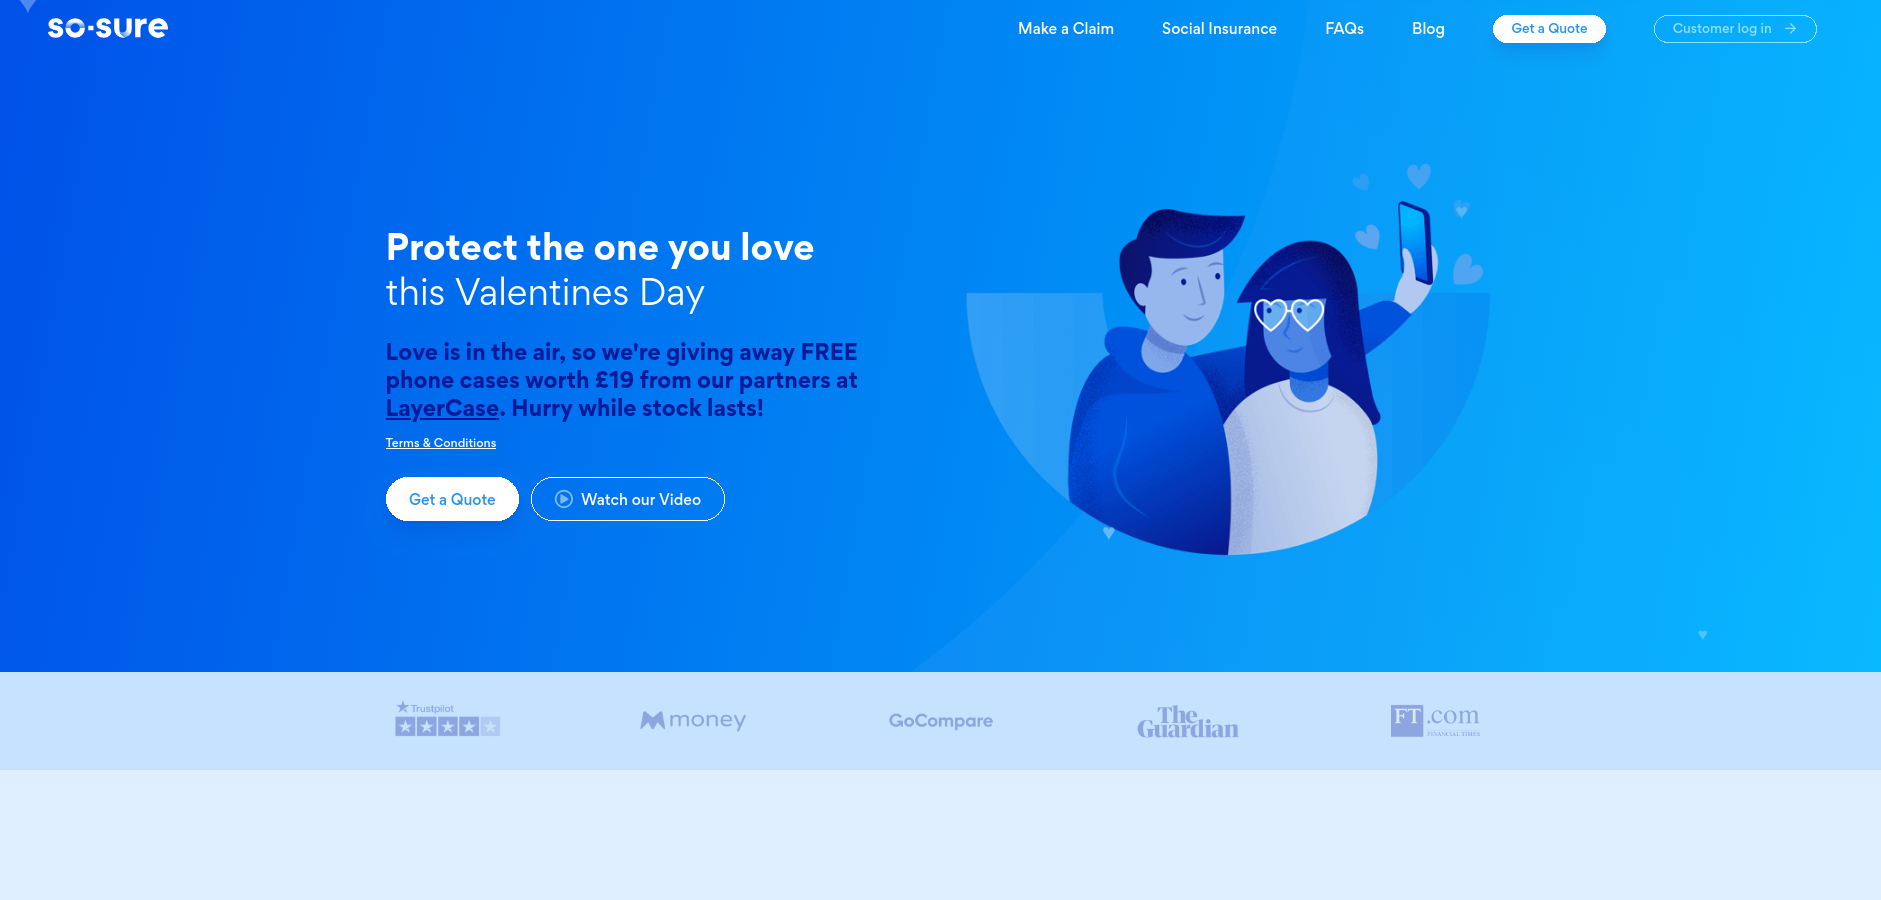 so-sure
Make a Claim
Social Insurance
FAQs
Blog
Get a Quote
Customer log in
Protect the one you love
this Valentines Day
Love is in the air, so we're giving away FREE
phone cases worth £19 from our partners at
LayerCase. Hurry while stock lasts!
Terms & Conditions
Get a Quote
Watch our Video
Trustpilot
money
GoCompare
The
Guardian
FT.com
FINANCIAL TIMES